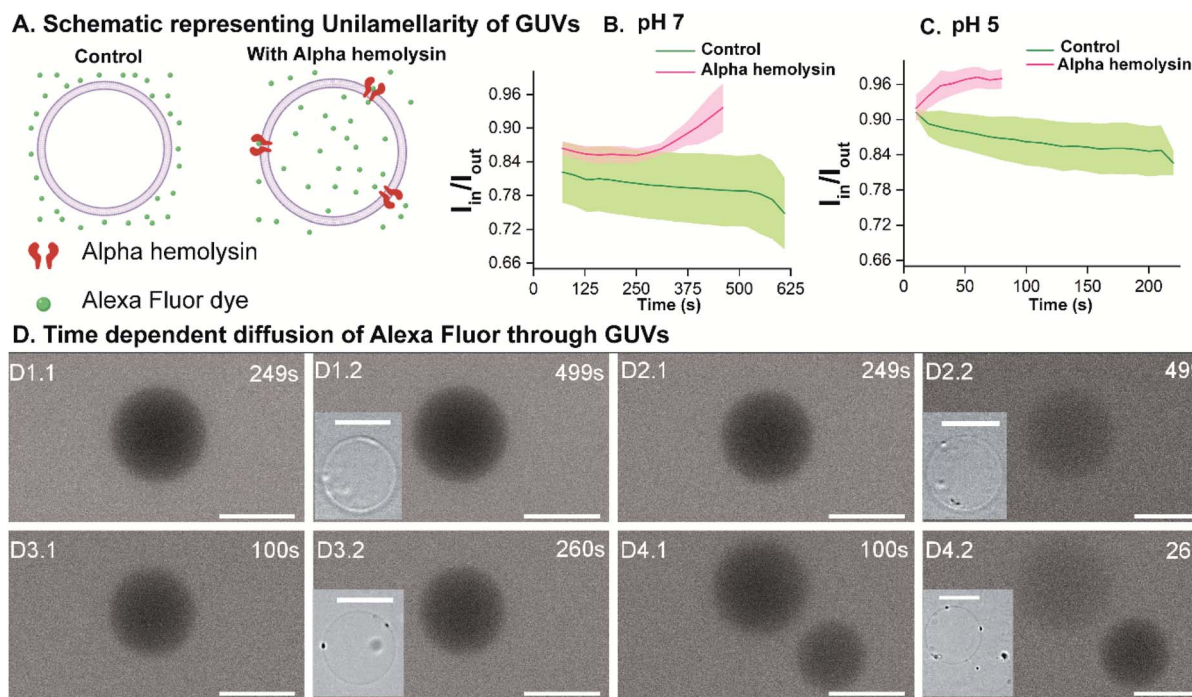 A. Schematic representing Unilamellarity of GUVs
Control
With Alpha hemolysin
Alpha hemolysin
Alexa Fluor dye
B. pH 7
Control
Alpha hemolysin
I_in/I_out
0.96
0.90
0.84
0.78
0.72
0.66
0
125
250
375
500
625
Time (s)
C. pH 5
Control
Alpha hemolysin
I_in/I_out
0.96
0.90
0.84
0.78
0.72
0.66
0
50
100
150
200
Time (s)
D. Time dependent diffusion of Alexa Fluor through GUVs
D1.1
249s
D1.2
499s
D2.1
249s
D2.2
D3.1
100s
D3.2
260s
D4.1
100s
D4.2